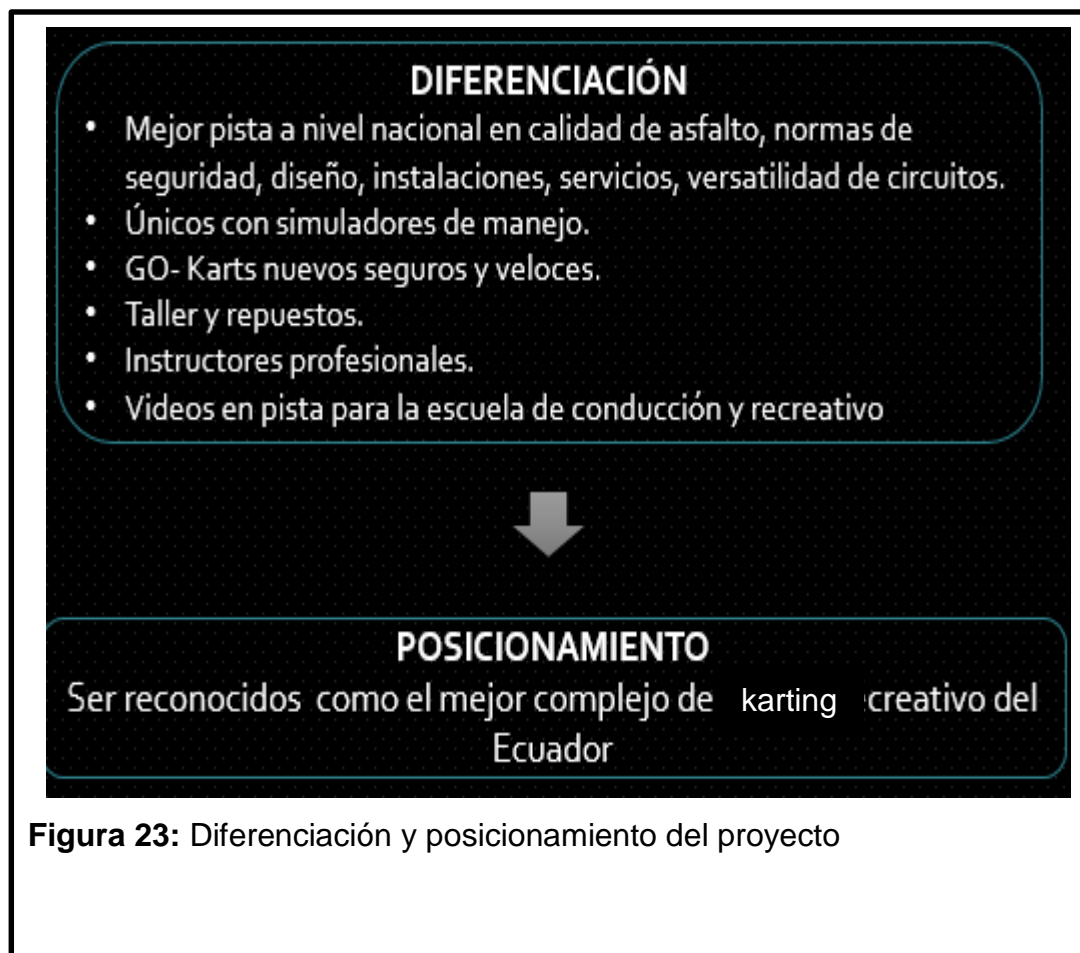 DIFERENCIACIÓN
• Mejor pista a nivel nacional en calidad de asfalto, normas de
seguridad, diseño, instalaciones, servicios, versatilidad de circuitos.
• Únicos con simuladores de manejo.
• GO- Karts nuevos seguros y veloces.
• Taller y repuestos.
• Instructores profesionales.
• Videos en pista para la escuela de conducción y recreativo
POSICIONAMIENTO
Ser reconocidos como el mejor complejo de karting creativo del
Ecuador
Figura 23: Diferenciación y posicionamiento del proyecto